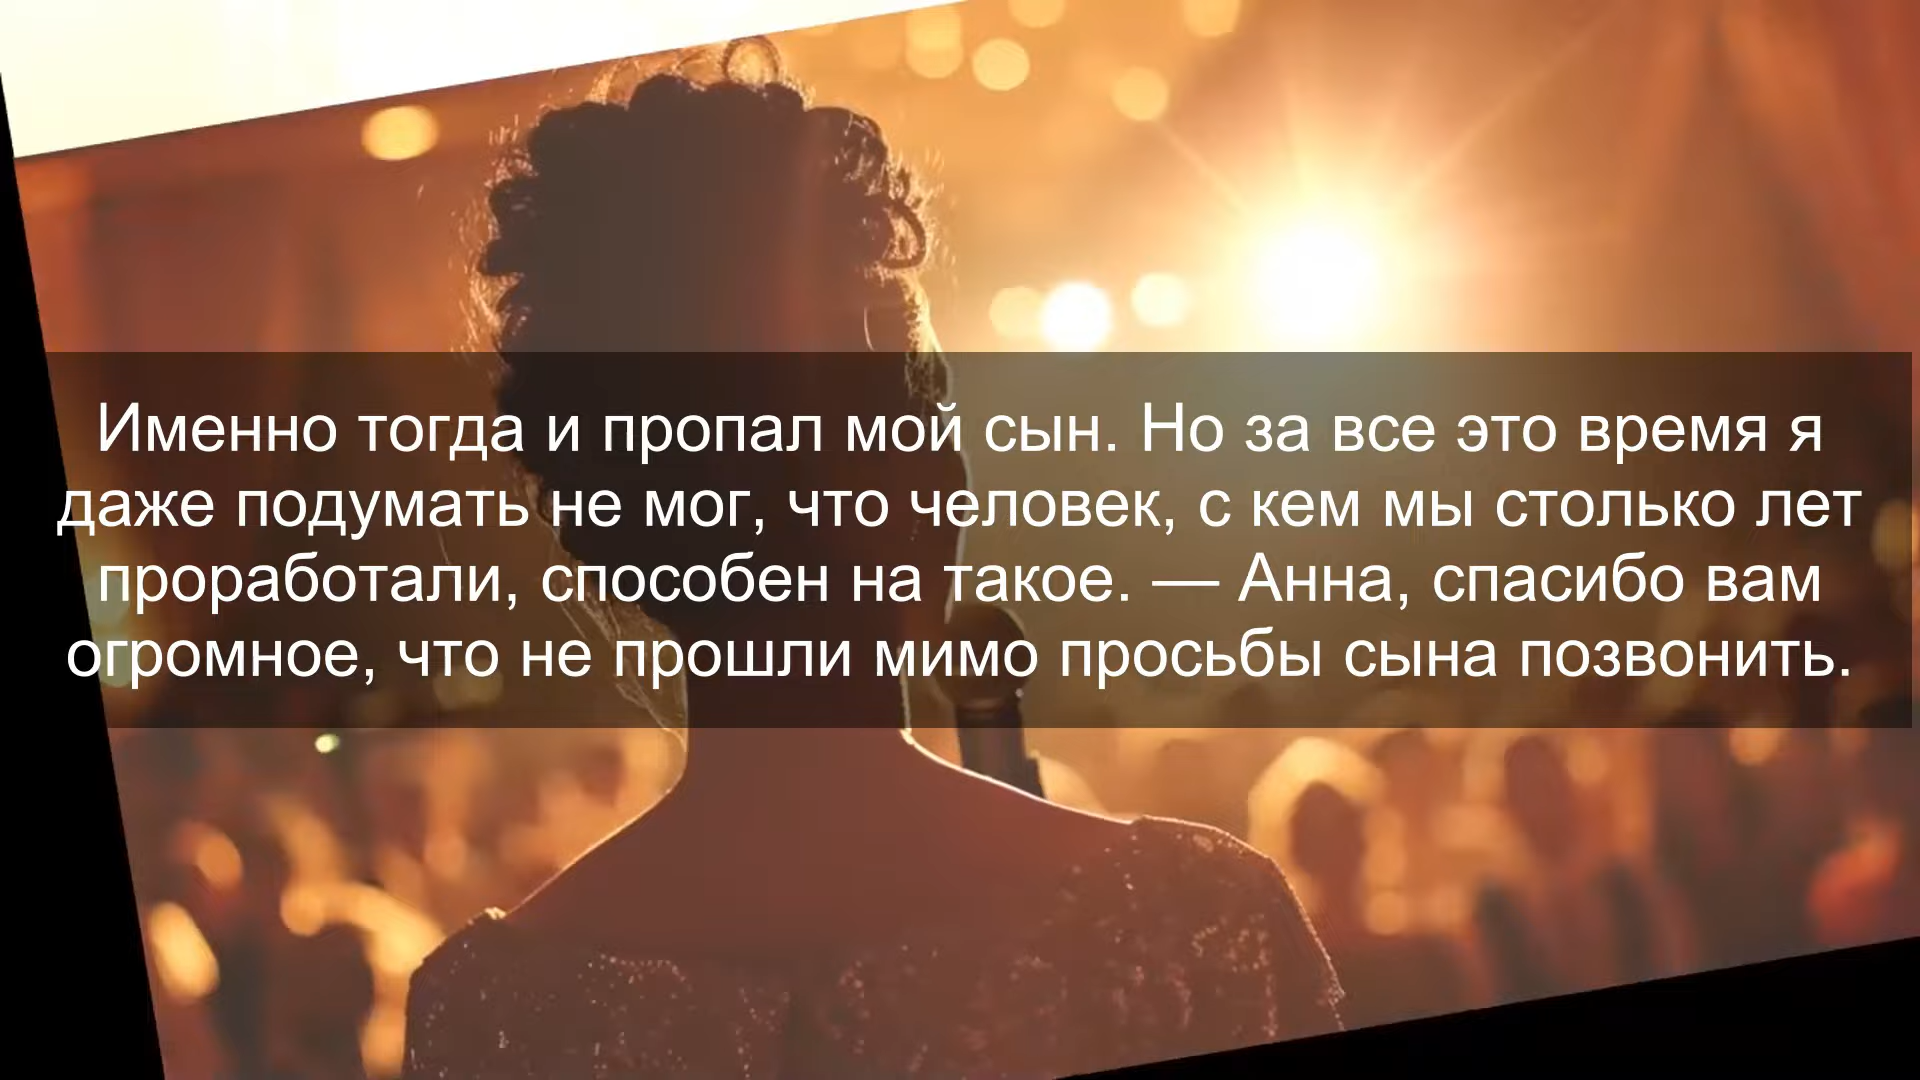 Именно тогда и пропал мой сын. Но за все это время я
даже подумать не мог, что человек, с кем мы столько лет
проработали, способен на такое. — Анна, спасибо вам
огромное, что не прошли мимо просьбы сына позвонить.